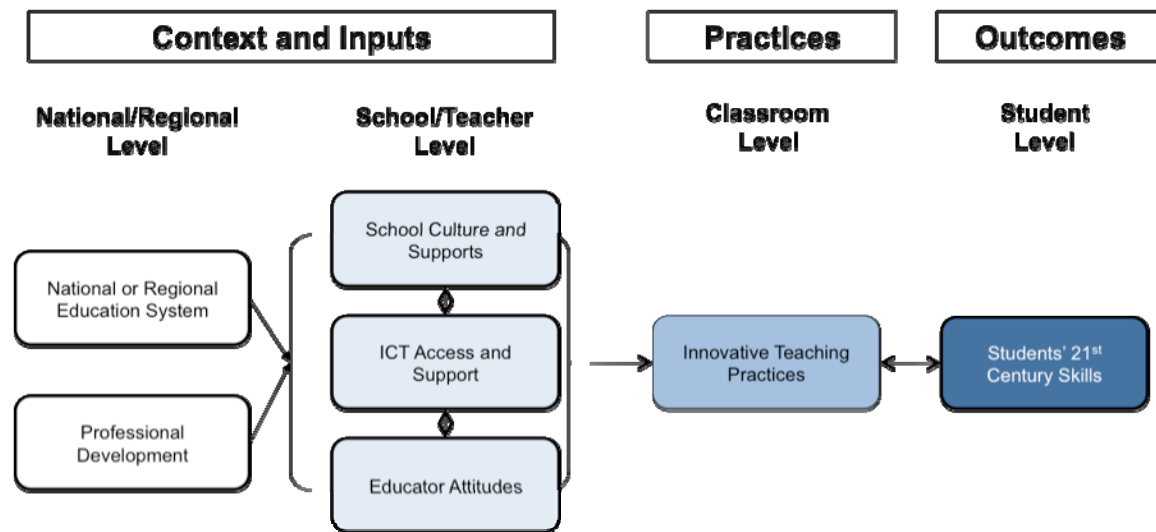 Context and Inputs
Practices
Outcomes
National/Regional
Level
School/Teacher
Level
Classroom
Level
Student
Level
School Culture and
Supports
National or Regional
Education System
ICT Access and
Support
Innovative Teaching
Practices
Students' 21st
Century Skills
Professional
Development
Educator Attitudes